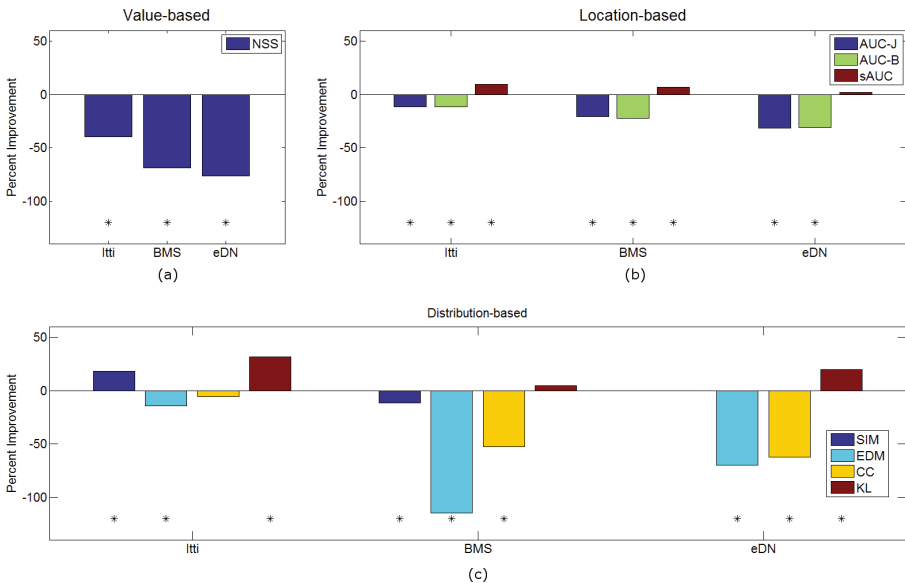 Value-based
NSS
Percent Improvement
50
0
-50
-100
* * *
Itti BMS eDN
(a)
Location-based
AUC-J
AUC-B
sAUC
Percent Improvement
50
0
-50
-100
* * * * * * * *
Itti BMS eDN
(b)
Distribution-based
Percent Improvement
50
0
-50
-100
SIM
EDM
CC
KL
* * * * * * * * *
Itti BMS eDN
(c)